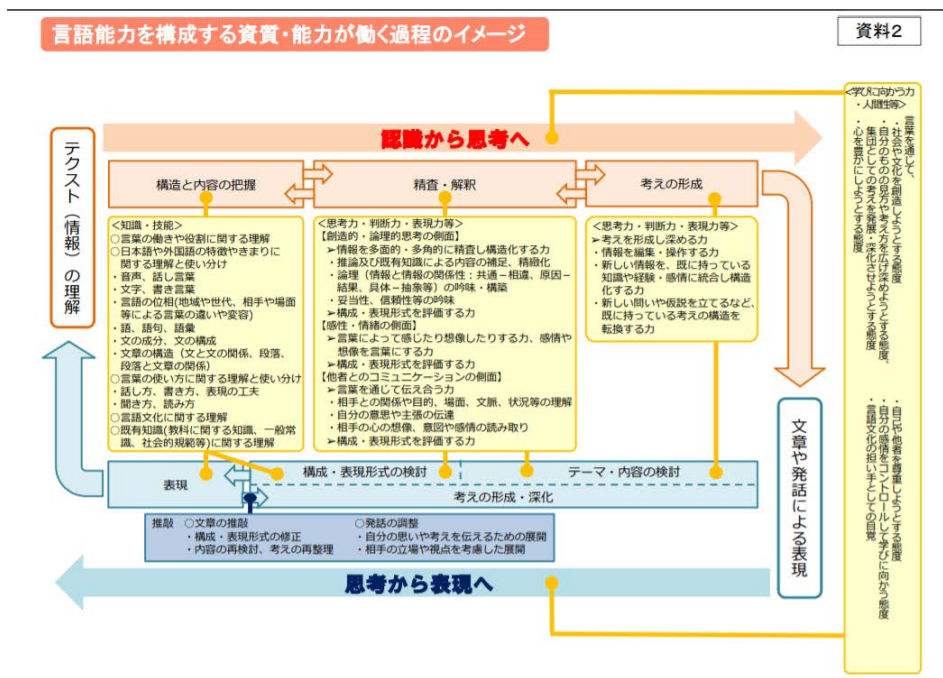 言語能力を構成する資質・能力が働く過程のイメージ
資料2
認識から思考へ
テクスト（情報）の理解
構造と内容の把握
精査・解釈
考えの形成
＜知識・技能＞
○言葉の働きや役割に関する理解
○日本語や外国語の特徴やきまりに
関する理解と使い分け
・音声、話し言葉
・文字、書き言葉
・言語の位相(地域や世代、相手や場面
等による言葉の違いや変容)
・語、語句、語彙
・文の成分、文の構成
・文章の構造（文と文の関係、段落、
段落と文章の関係）
○言葉の使い方に関する理解と使い分け
・話し方、書き方、表現の工夫
・聞き方、読み方
○言語文化に関する理解
○既有知識(教科に関する知識、一般常
識、社会的規範等)に関する理解
＜思考力・判断力・表現力等＞
【創造的・論理的思考の側面】
➢情報を多面的・多角的に精査し構造化する力
・推論及び既有知識による内容の補足、精緻化
・論理（情報と情報の関係性：共通－相違、原因－
結果、具体－抽象等）の吟味・構築
・妥当性、信頼性等の吟味
➢構成・表現形式を評価する力
【感性・情緒の側面】
➢言葉によって感じたり想像したりする力、感情や
想像を言葉にする力
➢構成・表現形式を評価する力
【他者とのコミュニケーションの側面】
➢言葉を通じて伝え合う力
・相手との関係や目的、場面、文脈、状況等の理解
・自分の意思や主張の伝達
・相手の心の想像、意図や感情の読み取り
➢構成・表現形式を評価する力
＜思考力・判断力・表現力等＞
➢考えを形成し深める力
・情報を編集・操作する力
・新しい情報を、既に持っている
知識や経験・感情に統合し構造
化する力
・新しい問いや仮説を立てるなど、
既に持っている考えの構造を
転換する力
＜学びに向かう力
・人間性等＞
言葉を通じて、
・社会や文化を創造しようとする態度
・自分のものの見方や考え方を広げ深めようとする態度、
集団としての考えを発展・深化させようとする態度
・心を豊かにしようとする態度
・自己や他者を尊重しようとする態度
・自分の感情をコントロールして学びに向かう態度
・言語文化の担い手としての自覚
文章や発話による表現
表現
構成・表現形式の検討
テーマ・内容の検討
考えの形成・深化
推敲 ○文章の推敲
・構成・表現形式の修正
・内容の再検討、考えの再整理
○発話の調整
・自分の思いや考えを伝えるための展開
・相手の立場や視点を考慮した展開
思考から表現へ